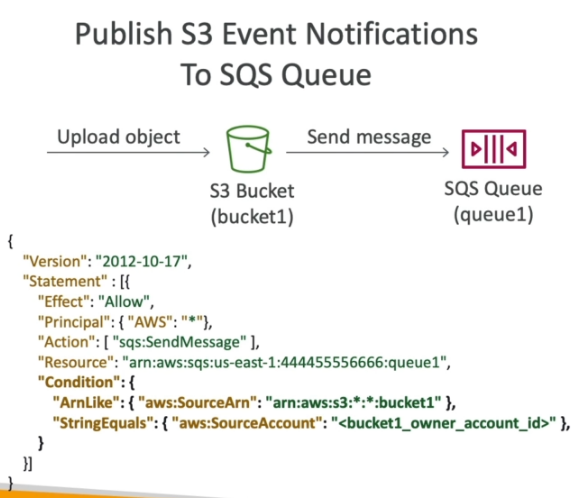 Publish S3 Event Notifications
To SQS Queue
Upload object
Send message
S3 Bucket
(bucket1)
SQS Queue
(queue1)
{
"Version": "2012-10-17",
"Statement" : [{
"Effect": "Allow",
"Principal": { "AWS": "*"},
"Action": [ "sqs:SendMessage" ],
"Resource": "arn:aws:sqs:us-east-1:444455556666:queue1",
"Condition": {
"ArnLike": { "aws:SourceArn": "arn:aws:s3:*:*:bucket1" },
"StringEquals": { "aws:SourceAccount": "<bucket1_owner_account_id>" },
}
}]
}